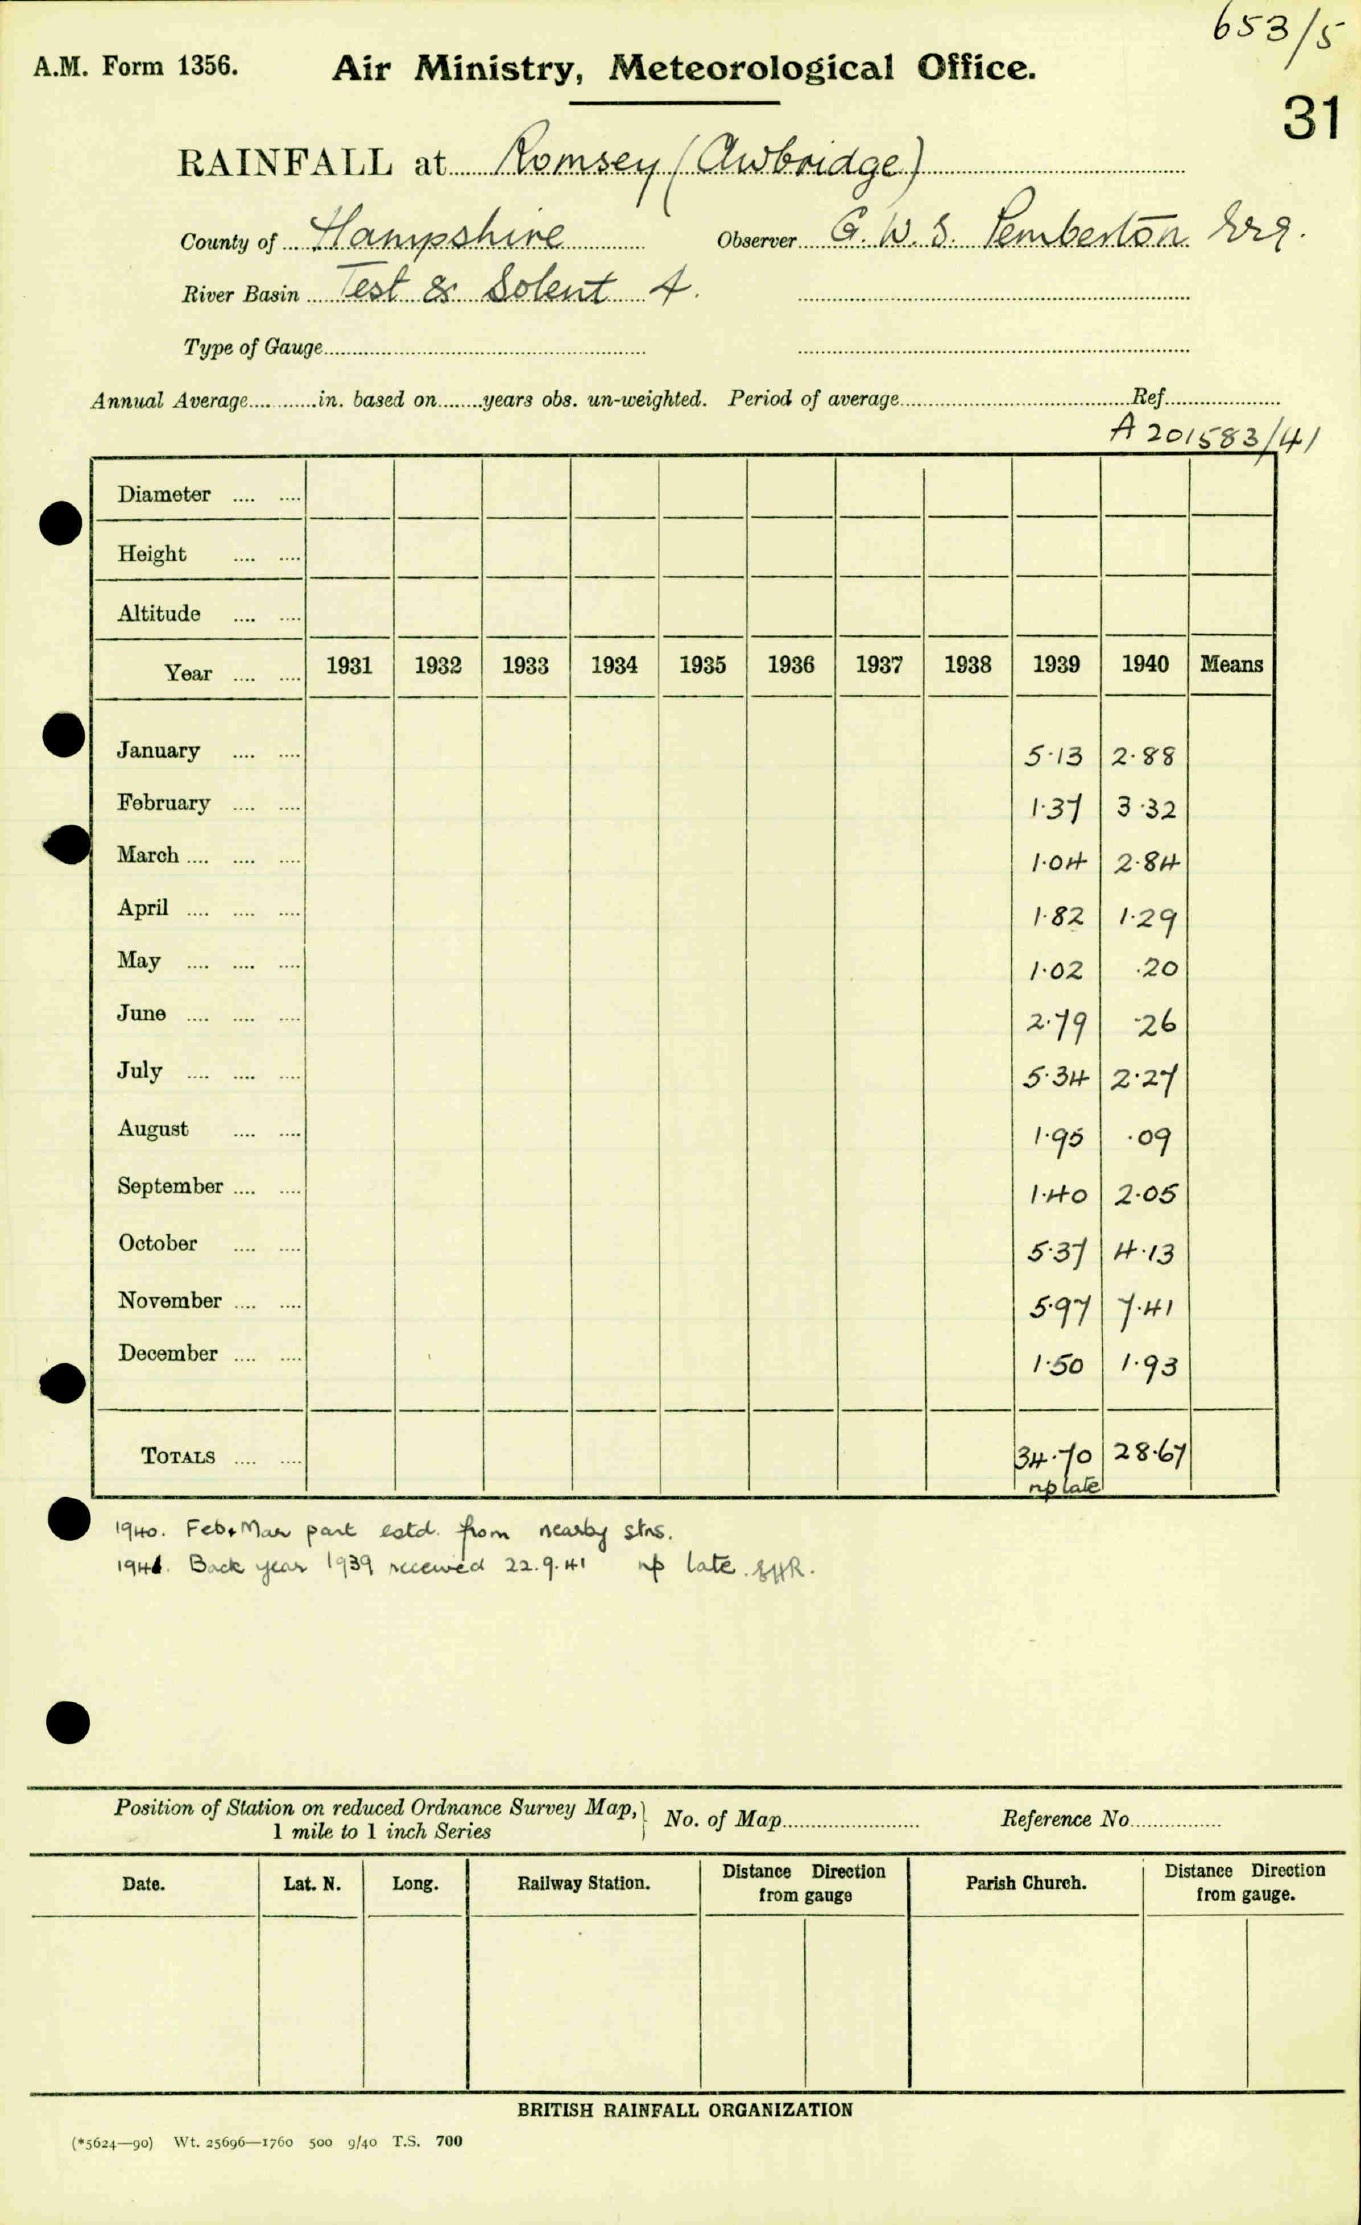 653/5
A.M. Form 1356. Air Ministry, Meteorological Office.
31
RAINFALL at Romsey (Awbridge)
County of Hampshire Observer G. W. S. Pemberton Esq.
River Basin Test & Solent 4.
Type of Gauge
Annual Average in. based on years obs. un-weighted. Period of average Ref
A 201583/41
Diameter
Height
Altitude
Year 1931 1932 1933 1934 1935 1936 1937 1938 1939 1940 Means
January 5.13 2.88
February 1.37 3.32
March 1.04 2.84
April 1.82 1.29
May 1.02 .20
June 2.79 .26
July 5.34 2.27
August 1.95 .09
September 1.40 2.05
October 5.37 4.13
November 5.97 7.41
December 1.50 1.93
TOTALS 34.70 28.67
np late
1940. Feb & Mar part estd. from nearby stns.
1941. Back year 1939 received 22.9.41 np late.
Position of Station on reduced Ordnance Survey Map, No. of Map Reference No
1 mile to 1 inch Series
Date. Lat. N. Long. Railway Station. Distance Direction from gauge Parish Church. Distance Direction from gauge.
BRITISH RAINFALL ORGANIZATION
(*5624—90) Wt. 25696—1760 500 9/40 T.S. 700